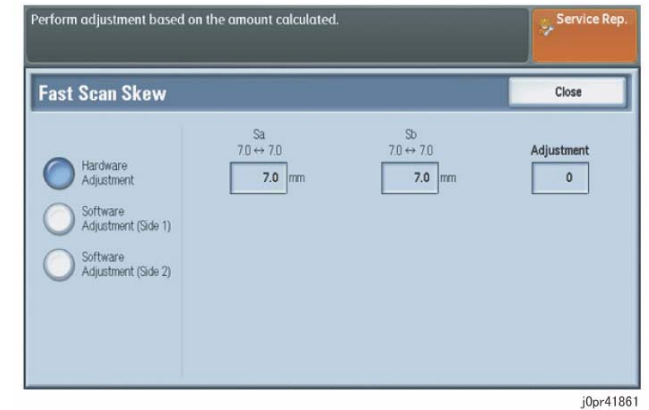 Perform adjustment based on the amount calculated.
Service Rep.
Fast Scan Skew
Close
Sa
7.0 ↔ 7.0
7.0 mm
Sb
7.0 ↔ 7.0
7.0 mm
Adjustment
0
Hardware
Adjustment
Software
Adjustment (Side 1)
Software
Adjustment (Side 2)
j0pr41861